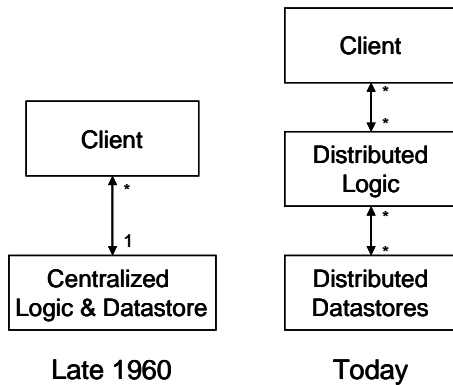 Client
*
1
Centralized
Logic & Datastore
Late 1960
Client
*
*
Distributed
Logic
*
*
Distributed
Datastores
Today